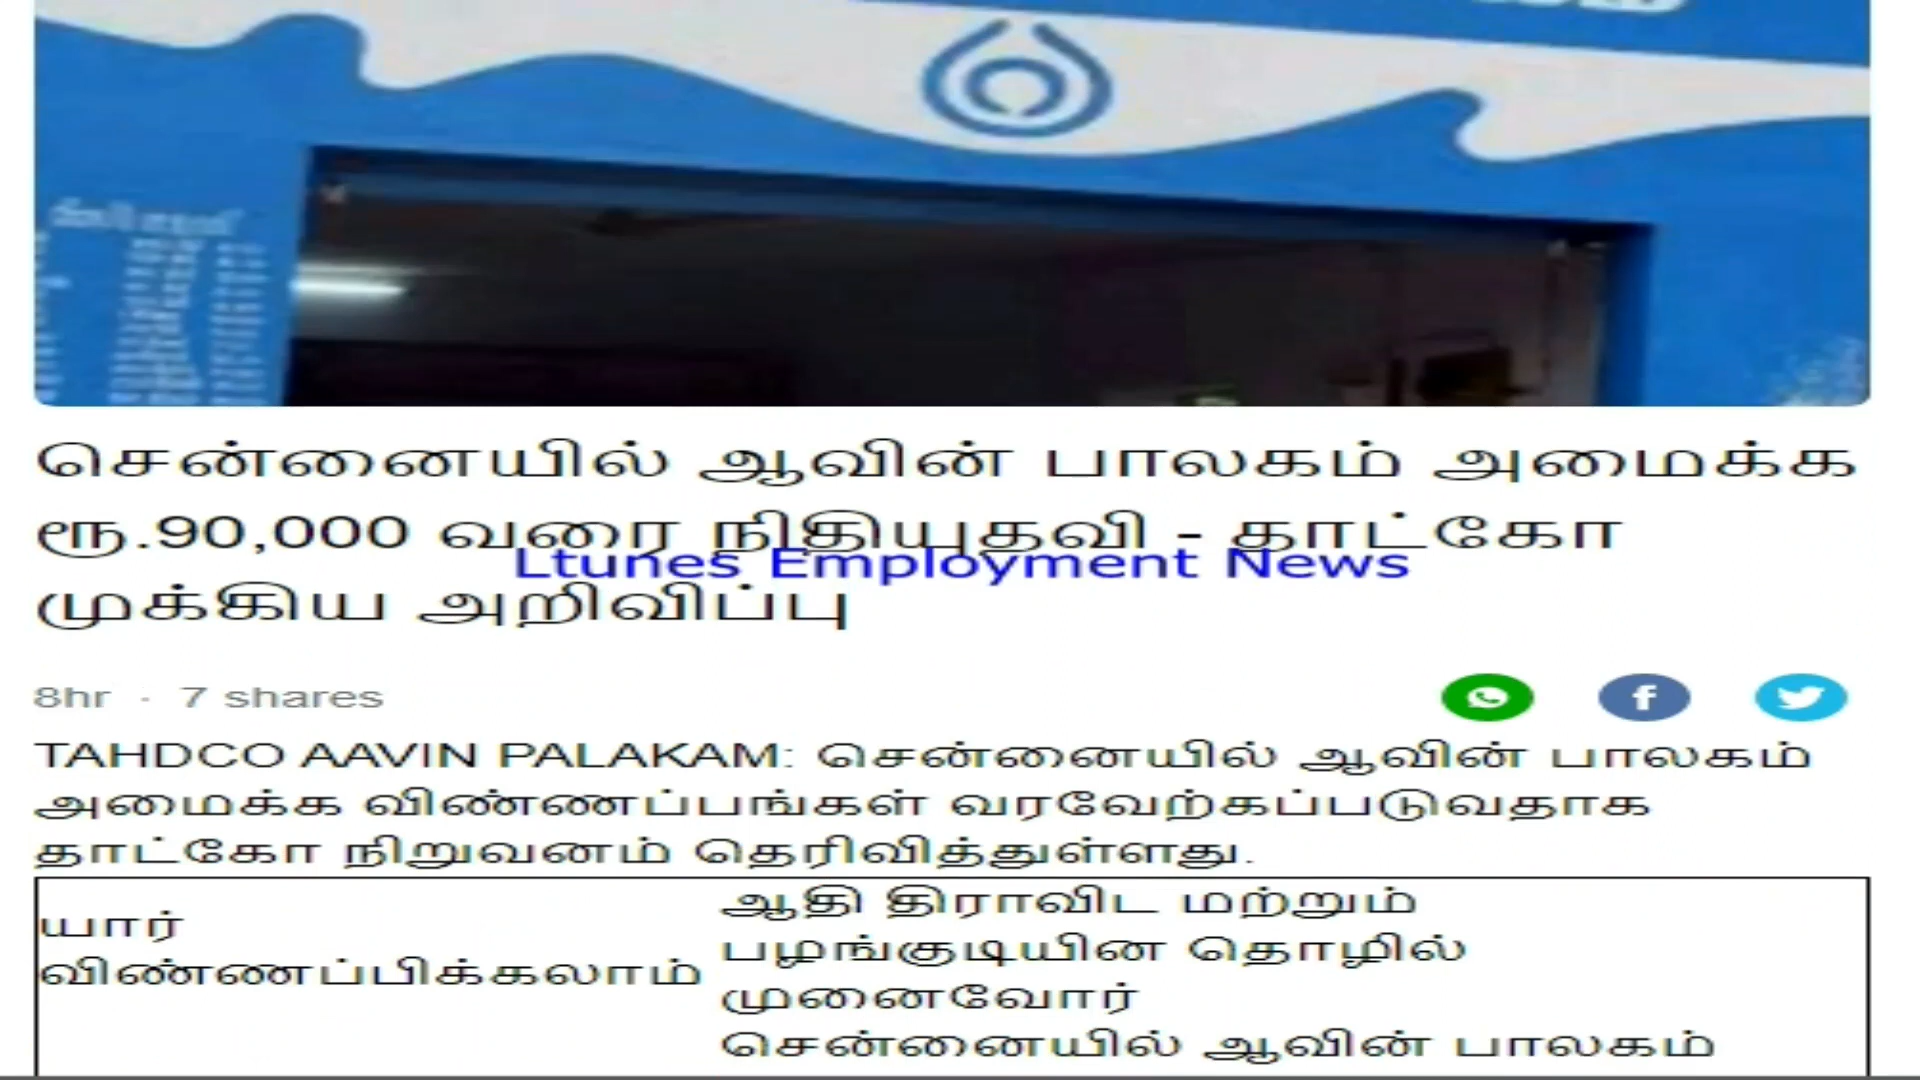 சென்னையில் ஆவின் பாலகம் அமைக்க
ரூ.90,000 வரை நிதியுதவி - தாட்கோ
Ltunes Employment News
முக்கிய அறிவிப்பு
8hr · 7 shares
TAHDCO AAVIN PALAKAM: சென்னையில் ஆவின் பாலகம்
அமைக்க விண்ணப்பங்கள் வரவேற்கப்படுவதாக
தாட்கோ நிறுவனம் தெரிவித்துள்ளது.
யார்
விண்ணப்பிக்கலாம்
ஆதி திராவிட மற்றும்
பழங்குடியின தொழில்
முனைவோர்
சென்னையில் ஆவின் பாலகம்